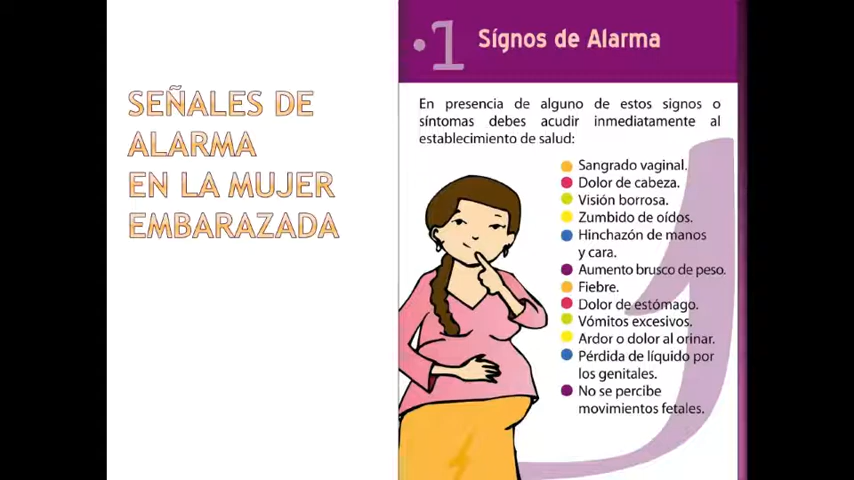 SEÑALES DE
ALARMA
EN LA MUJER
EMBARAZADA
·1
Sígnos de Alarma
En presencia de alguno de estos signos o
síntomas debes acudir inmediatamente al
establecimiento de salud:
Sangrado vaginal.
Dolor de cabeza.
Visión borrosa.
Zumbido de oídos.
Hinchazón de manos
y cara.
Aumento brusco de peso.
Fiebre.
Dolor de estómago.
Vómitos excesivos.
Ardor o dolor al orinar.
Pérdida de líquido por
los genitales.
No se percibe
movimientos fetales.